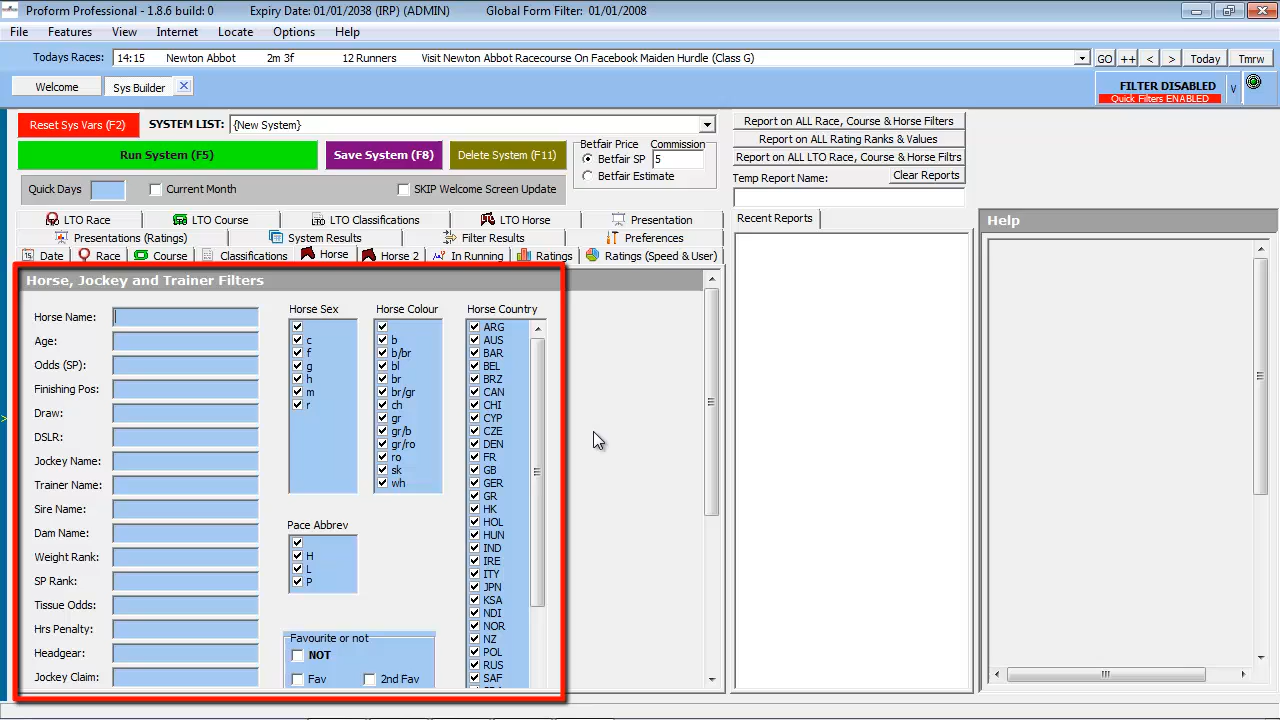 Proform Professional - 1.8.6 build: 0 Expiry Date: 01/01/2038 (IRP) (ADMIN) Global Form Filter: 01/01/2008
File Features View Internet Locate Options Help
Todays Races: 14:15 Newton Abbot 2m 3f 12 Runners Visit Newton Abbot Racecourse On Facebook Maiden Hurdle (Class G) GO ++ < > Today Tmrw
Welcome Sys Builder FILTER DISABLED V
Quick Filters ENABLED
Reset Sys Vars (F2) SYSTEM LIST: {New System}
Run System (F5) Save System (F8) Delete System (F11)
Betfair Price Commission
Betfair SP 5
Betfair Estimate
Quick Days Current Month SKIP Welcome Screen Update
Report on ALL Race, Course & Horse Filters
Report on ALL Rating Ranks & Values
Report on ALL LTO Race, Course & Horse Filtrs
Temp Report Name: Clear Reports
LTO Race LTO Course LTO Classifications LTO Horse Presentation
Presentations (Ratings) System Results Filter Results Preferences
Date Race Course Classifications Horse Horse 2 In Running Ratings Ratings (Speed & User)
Recent Reports
Help
Horse, Jockey and Trainer Filters
Horse Name:
Age:
Odds (SP):
Finishing Pos:
Draw:
DSLR:
Jockey Name:
Trainer Name:
Sire Name:
Dam Name:
Weight Rank:
SP Rank:
Tissue Odds:
Hrs Penalty:
Headgear:
Jockey Claim:
Horse Sex
c
f
g
h
m
r
Pace Abbrev
H
L
P
Favourite or not
NOT
Fav 2nd Fav
Horse Colour
b
b/br
bl
br
br/gr
ch
gr
gr/b
gr/ro
ro
sk
wh
Horse Country
ARG
AUS
BAR
BEL
BRZ
CAN
CHI
CYP
CZE
DEN
FR
GB
GER
GR
HK
HOL
HUN
IND
IRE
ITY
JPN
KSA
NDI
NOR
NZ
POL
RUS
SAF